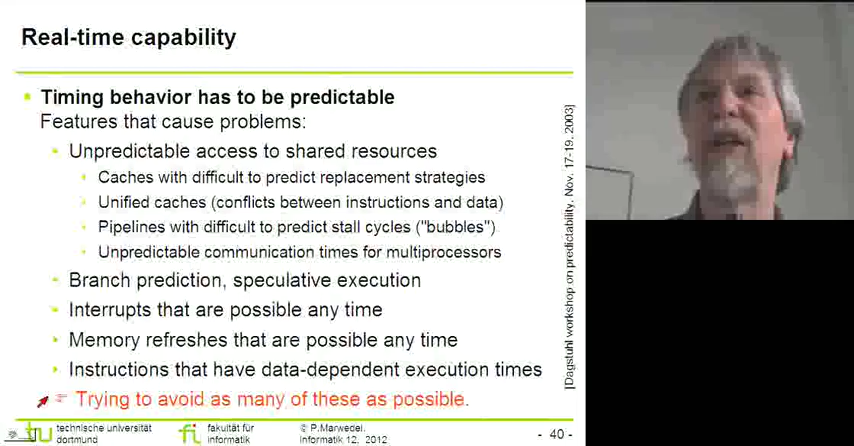 Real-time capability
Timing behavior has to be predictable
Features that cause problems:
Unpredictable access to shared resources
Caches with difficult to predict replacement strategies
Unified caches (conflicts between instructions and data)
Pipelines with difficult to predict stall cycles ("bubbles")
Unpredictable communication times for multiprocessors
Branch prediction, speculative execution
Interrupts that are possible any time
Memory refreshes that are possible any time
Instructions that have data-dependent execution times
Trying to avoid as many of these as possible.
[Dagstuhl workshop on predictability, Nov. 17-19, 2003]
technische universität
dortmund
fakultät für
informatik
© P.Marwedel,
Informatik 12, 2012
- 40 -